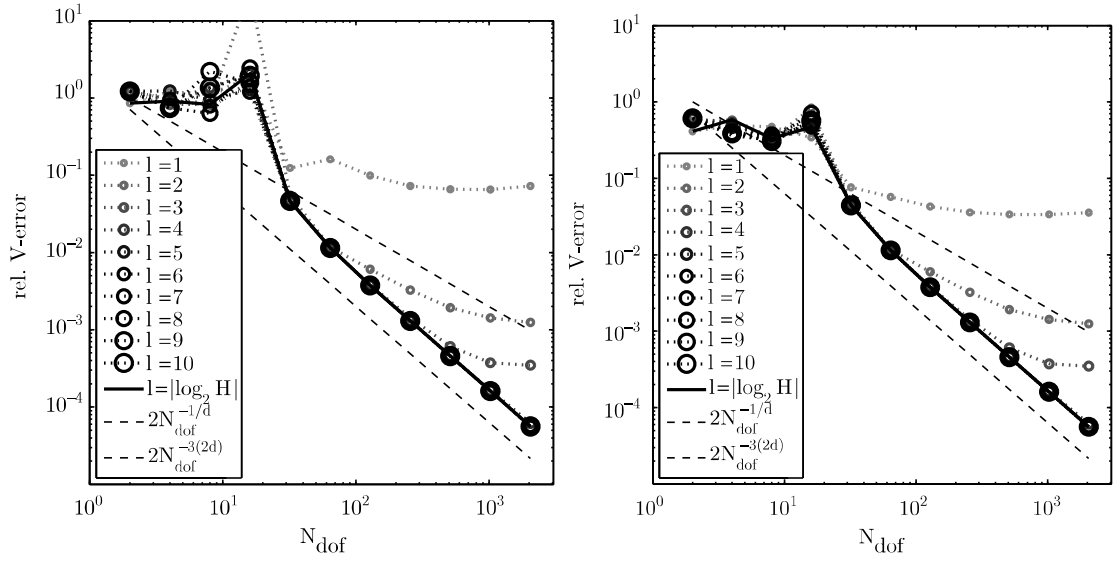 10^1
10^0
10^-1
10^-2
10^-3
10^-4
rel. V-error
l =1
l =2
l =3
l =4
l =5
l =6
l =7
l =8
l =9
l =10
l=|log_2 H|
2N_dof^-1/d
2N_dof^-3(2d)
10^0
10^1
10^2
10^3
N_dof
10^1
10^0
10^-1
10^-2
10^-3
10^-4
rel. V-error
l =1
l =2
l =3
l =4
l =5
l =6
l =7
l =8
l =9
l =10
l=|log_2 H|
2N_dof^-1/d
2N_dof^-3(2d)
10^0
10^1
10^2
10^3
N_dof